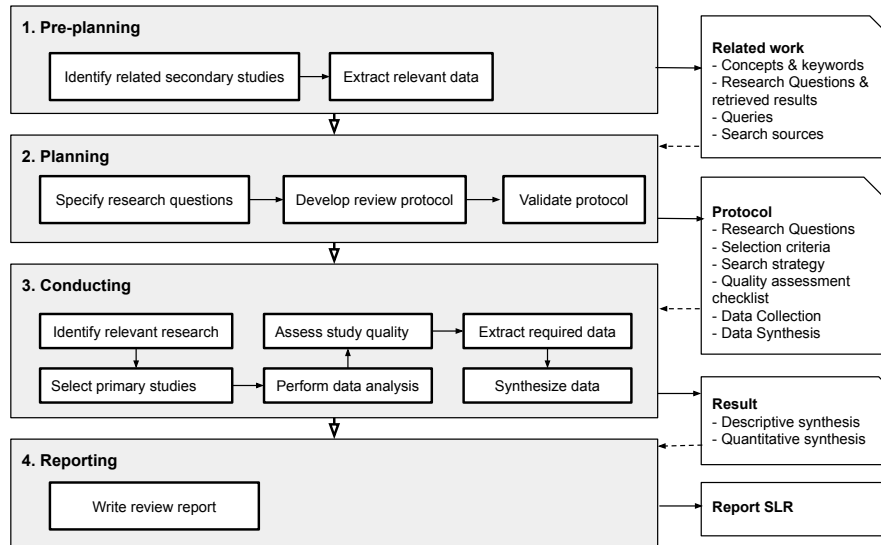 1. Pre-planning
Identify related secondary studies
Extract relevant data
Related work
- Concepts & keywords
- Research Questions &
retrieved results
- Queries
- Search sources
2. Planning
Specify research questions
Develop review protocol
Validate protocol
Protocol
- Research Questions
- Selection criteria
- Search strategy
- Quality assessment
checklist
- Data Collection
- Data Synthesis
3. Conducting
Identify relevant research
Assess study quality
Extract required data
Select primary studies
Perform data analysis
Synthesize data
Result
- Descriptive synthesis
- Quantitative synthesis
4. Reporting
Write review report
Report SLR